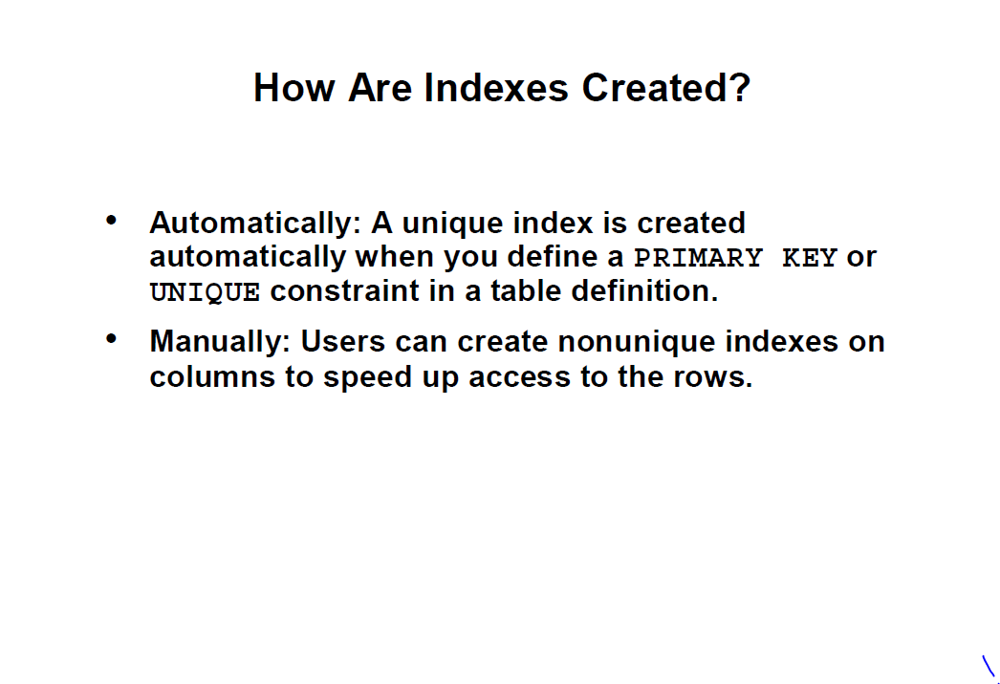 How Are Indexes Created?
• Automatically: A unique index is created
automatically when you define a PRIMARY KEY or
UNIQUE constraint in a table definition.
• Manually: Users can create nonunique indexes on
columns to speed up access to the rows.